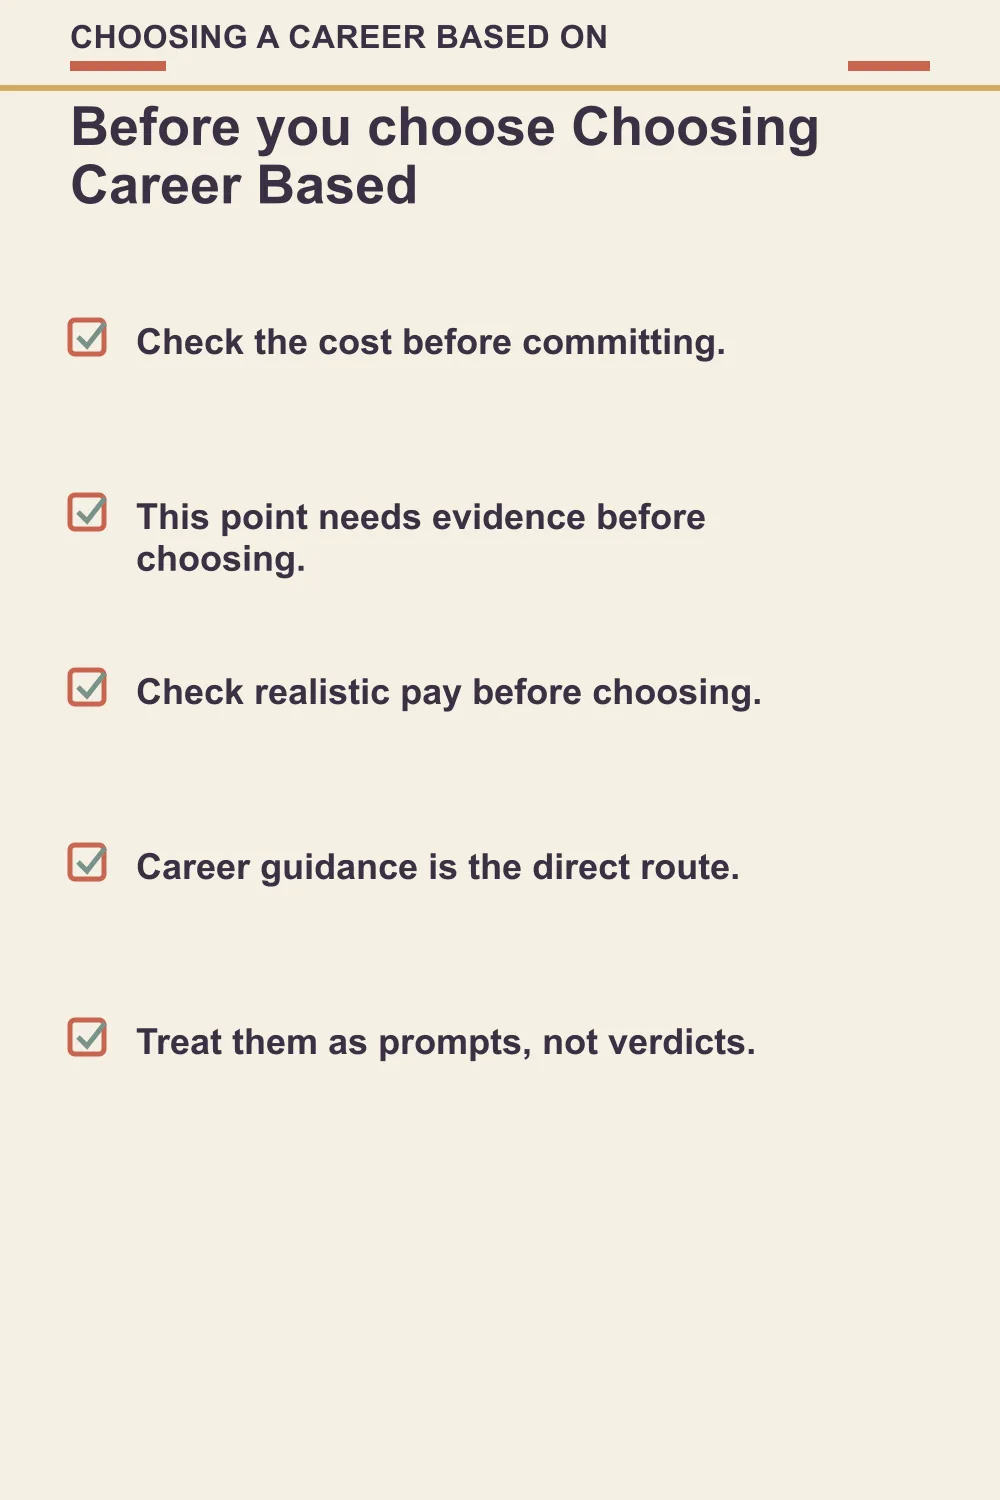 CHOOSING A CAREER BASED ON
Before you choose Choosing
Career Based
Check the cost before committing.
This point needs evidence before
choosing.
Check realistic pay before choosing.
Career guidance is the direct route.
Treat them as prompts, not verdicts.